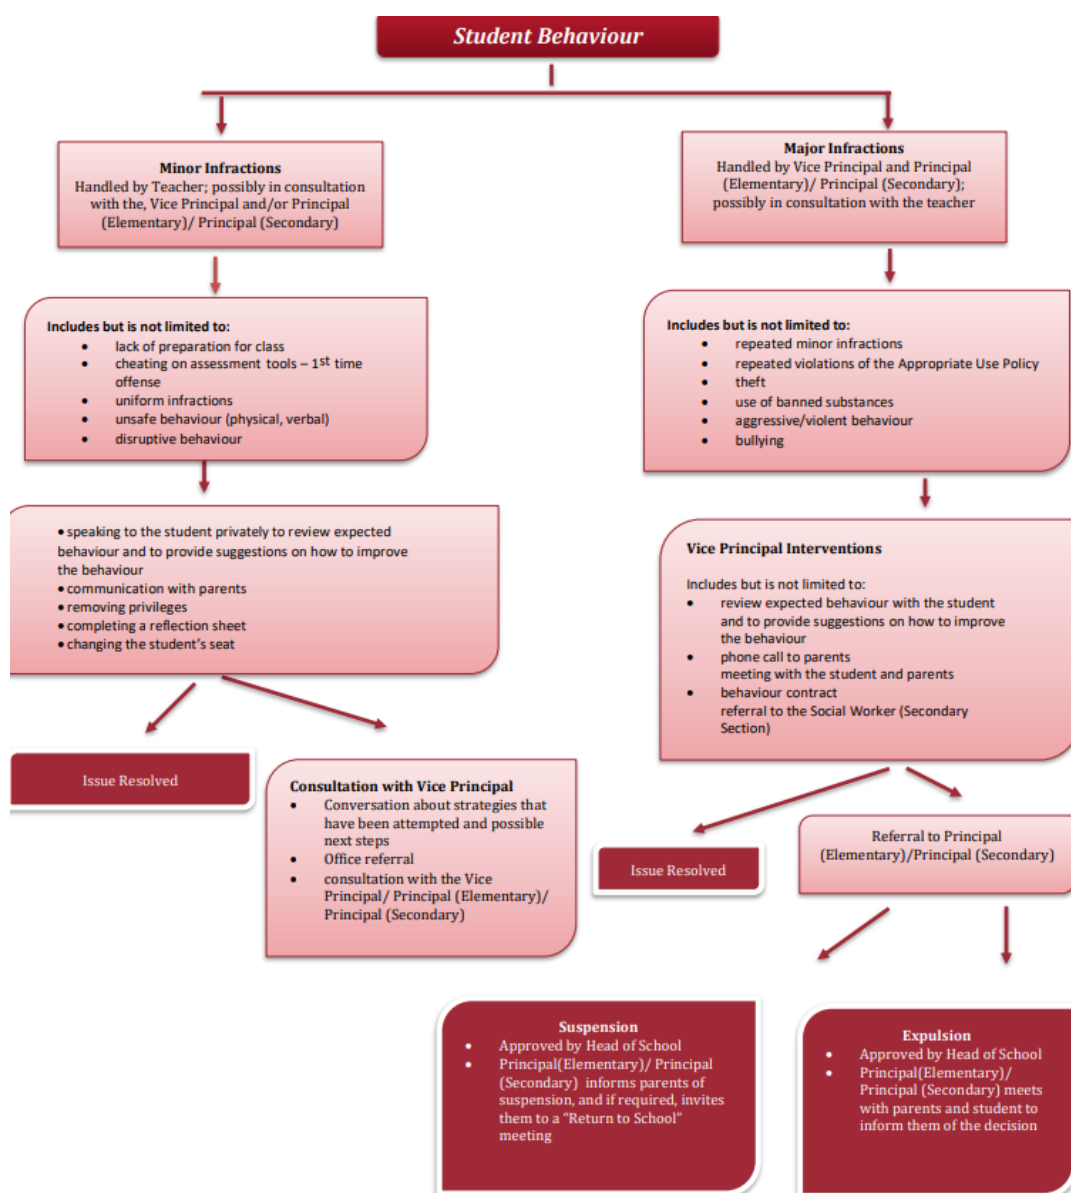 Student Behaviour
Minor Infractions
Handled by Teacher; possibly in consultation
with the, Vice Principal and/or Principal
(Elementary)/ Principal (Secondary)
Major Infractions
Handled by Vice Principal and Principal
(Elementary)/ Principal (Secondary);
possibly in consultation with the teacher
Includes but is not limited to:
• lack of preparation for class
• cheating on assessment tools – 1st time
offense
• uniform infractions
• unsafe behaviour (physical, verbal)
• disruptive behaviour
Includes but is not limited to:
• repeated minor infractions
• repeated violations of the Appropriate Use Policy
• theft
• use of banned substances
• aggressive/violent behaviour
• bullying
• speaking to the student privately to review expected
behaviour and to provide suggestions on how to improve
the behaviour
• communication with parents
• removing privileges
• completing a reflection sheet
• changing the student's seat
Vice Principal Interventions
Includes but is not limited to:
• review expected behaviour with the student
and to provide suggestions on how to improve
the behaviour
• phone call to parents
meeting with the student and parents
• behaviour contract
referral to the Social Worker (Secondary
Section)
Issue Resolved
Consultation with Vice Principal
• Conversation about strategies that
have been attempted and possible
next steps
• Office referral
• consultation with the Vice
Principal/ Principal (Elementary)/
Principal (Secondary)
Issue Resolved
Referral to Principal
(Elementary)/Principal (Secondary)
Suspension
• Approved by Head of School
• Principal(Elementary)/ Principal
(Secondary) informs parents of
suspension, and if required, invites
them to a "Return to School"
meeting
Expulsion
• Approved by Head of School
• Principal(Elementary)/
Principal (Secondary) meets
with parents and student to
inform them of the decision